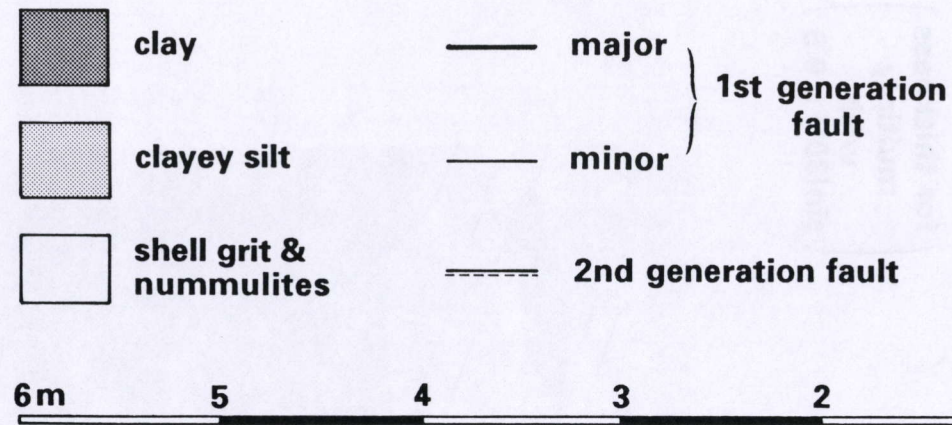 clay
clayey silt
shell grit &
nummulites
major
minor
1st generation
fault
2nd generation fault
6m 5 4 3 2